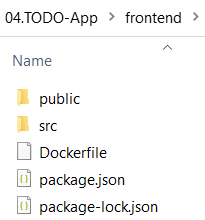 04.TODO-App > frontend >
Name
public
src
Dockerfile
package.json
package-lock.json